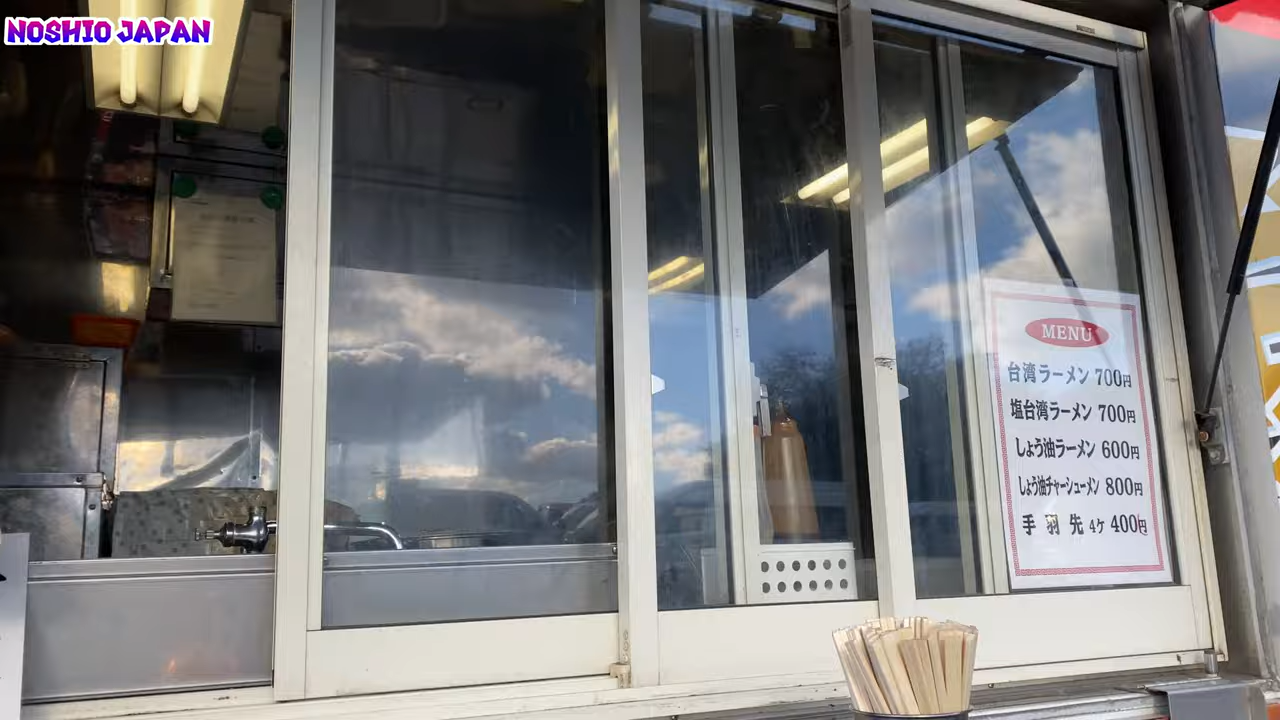 NOSHIO JAPAN
MENU
台湾ラーメン 700円
塩台湾ラーメン 700円
しょう油ラーメン 600円
しょう油チャーシューメン 800円
手羽先 4ケ 400円